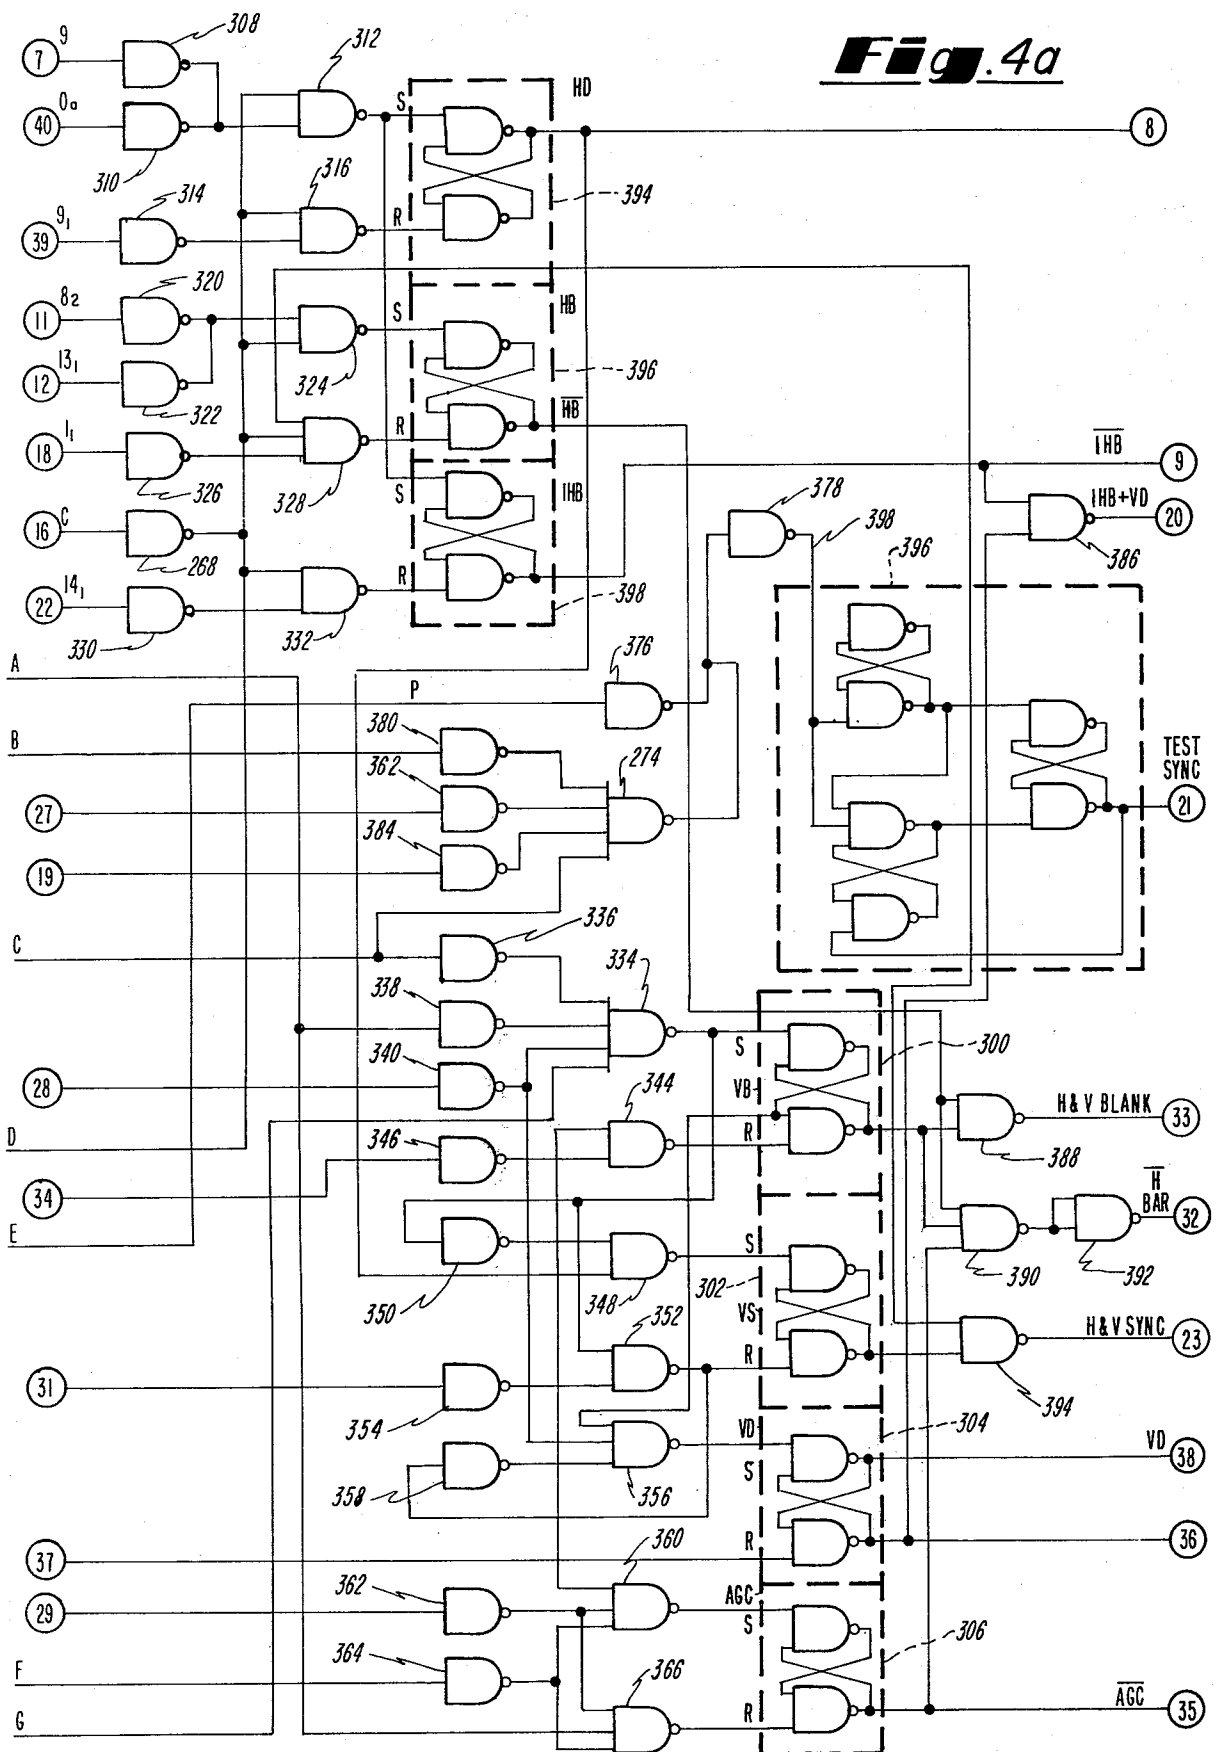 Fig. 4a
9
7
308
312
HD
0a
40
S
8
310
314
316
394
9₁
39
R
320
8₂
11
S
HB
324
396
13₁
12
322
HB
1₁
18
R
IHB
9
326
328
S
IHB
378
398
IHB+VD
C
16
20
268
396
386
14₁
22
R
398
330
332
A
376
P
380
B
362
274
TEST
SYNC
27
21
384
19
336
C
334
338
S
300
340
VB
28
344
H & V BLANK
33
D
346
R
388
34
H
BAR
32
E
S
350
348
302
390
392
VS
352
H & V SYNC
23
R
31
394
354
VD
304
VD
38
S
358
356
R
360
37
36
362
AGC
29
S
306
364
F
366
AGC
G
R
35